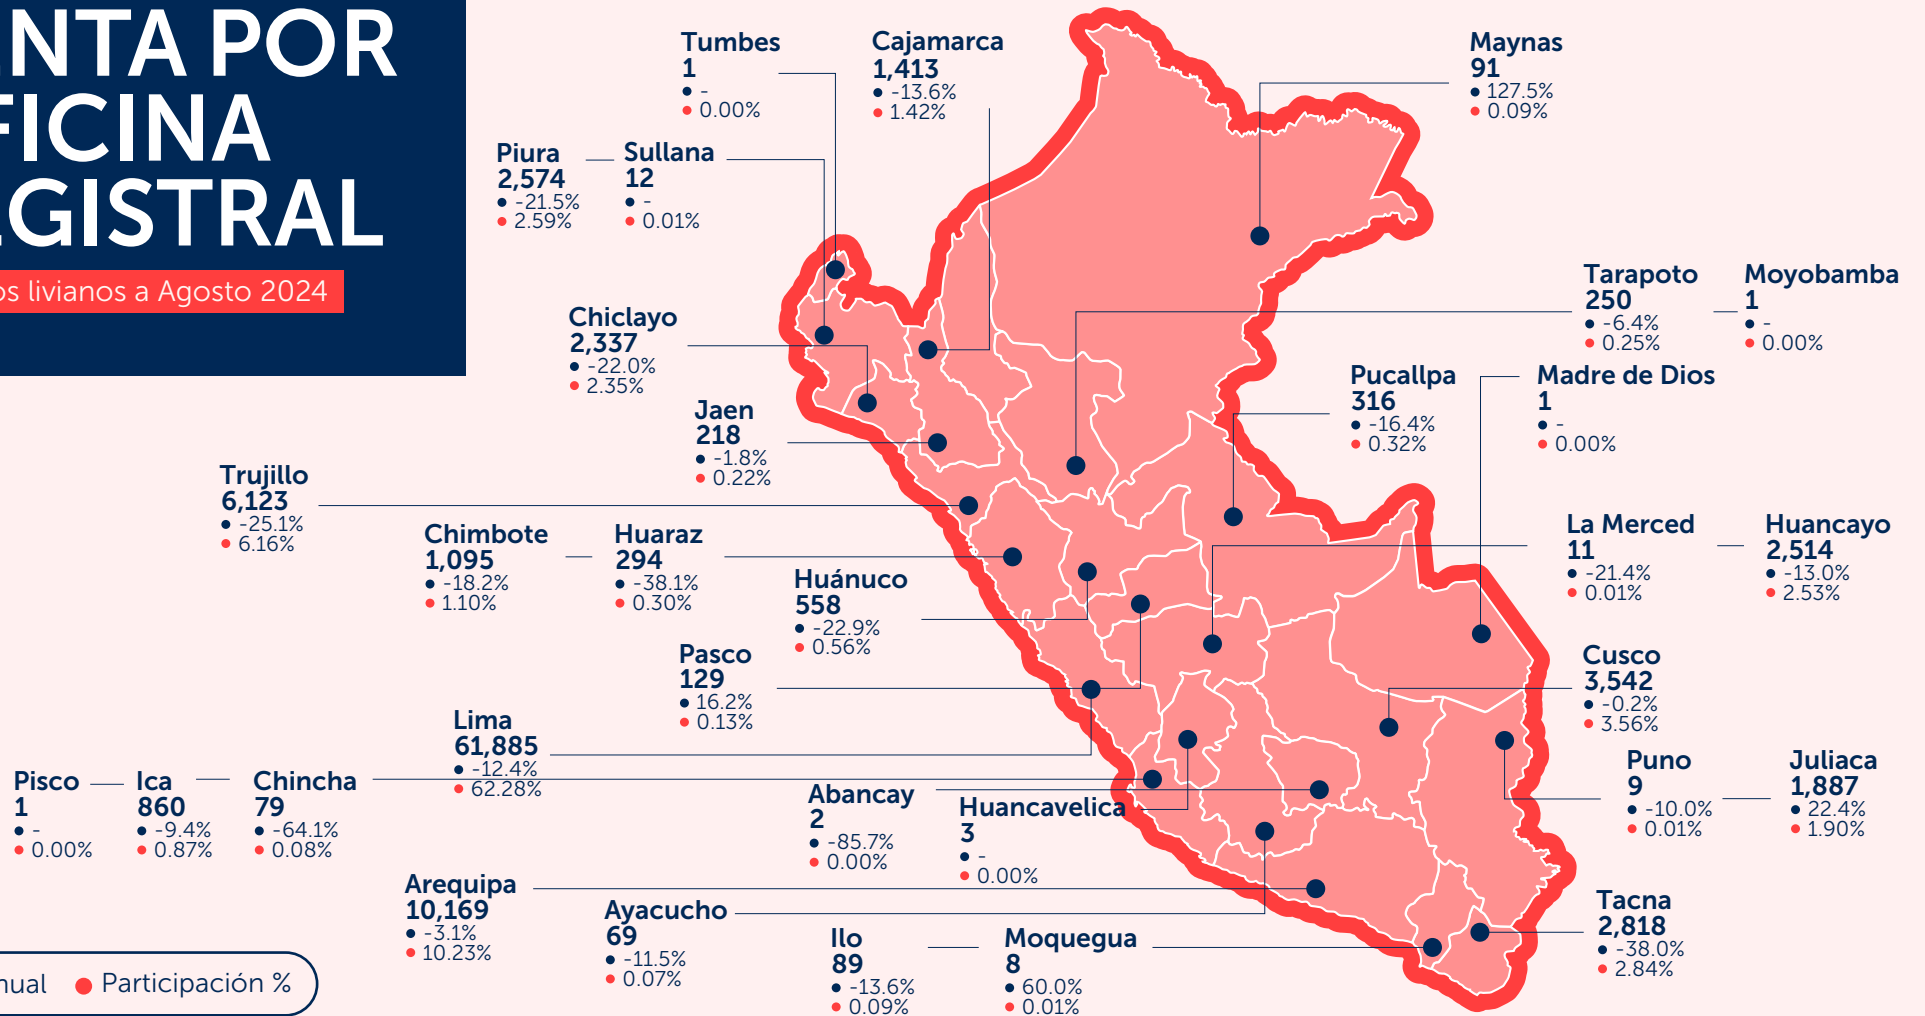 ENTA POR
FICINA
EGISTRAL
os livianos a Agosto 2024
Tumbes
1
-
0.00%
Cajamarca
1,413
-13.6%
1.42%
Maynas
91
127.5%
0.09%
Piura
2,574
-21.5%
2.59%
Sullana
12
-
0.01%
Tarapoto
250
-6.4%
0.25%
Moyobamba
1
-
0.00%
Chiclayo
2,337
-22.0%
2.35%
Pucallpa
316
-16.4%
0.32%
Madre de Dios
1
-
0.00%
Jaen
218
-1.8%
0.22%
Trujillo
6,123
-25.1%
6.16%
Chimbote
1,095
-18.2%
1.10%
Huaraz
294
-38.1%
0.30%
La Merced
11
-21.4%
0.01%
Huancayo
2,514
-13.0%
2.53%
Huánuco
558
-22.9%
0.56%
Pasco
129
16.2%
0.13%
Cusco
3,542
-0.2%
3.56%
Lima
61,885
-12.4%
62.28%
Puno
9
-10.0%
0.01%
Juliaca
1,887
22.4%
1.90%
Pisco
1
-
0.00%
Ica
860
-9.4%
0.87%
Chincha
79
-64.1%
0.08%
Abancay
2
-85.7%
0.00%
Huancavelica
3
-
0.00%
Arequipa
10,169
-3.1%
10.23%
Ayacucho
69
-11.5%
0.07%
Ilo
89
-13.6%
0.09%
Moquegua
8
60.0%
0.01%
Tacna
2,818
-38.0%
2.84%
nual
Participación %